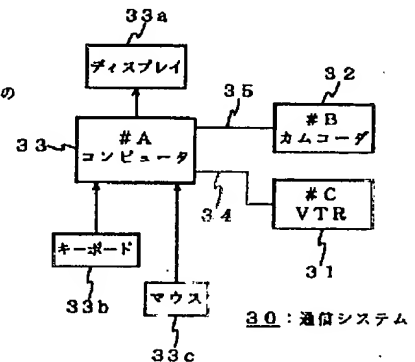 33a
ディスプレイ
の
35
32
33
#A
コンピュータ
#B
カムコーダ
34
#C
VTR
31
キーボード
33b
マウス
33c
30:通信システム